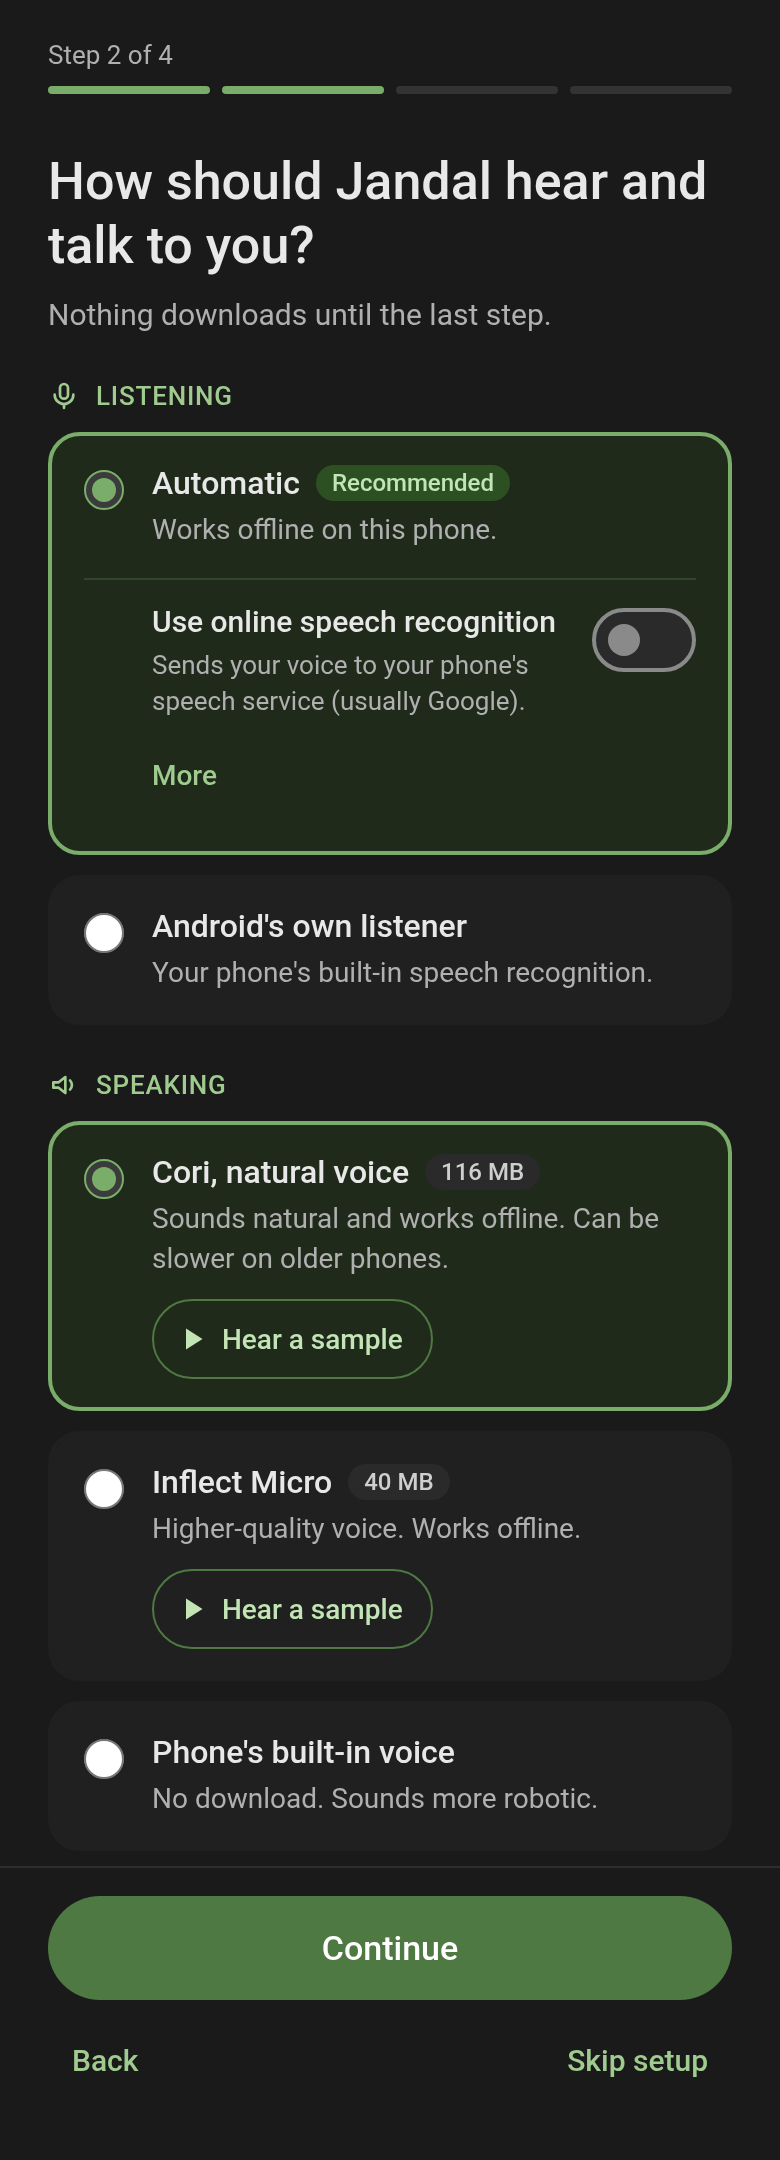 Step 2 of 4
How should Jandal hear and
talk to you?
Nothing downloads until the last step.
LISTENING
Automatic Recommended
Works offline on this phone.
Use online speech recognition
Sends your voice to your phone's
speech service (usually Google).
More
Android's own listener
Your phone's built-in speech recognition.
SPEAKING
Cori, natural voice 116 MB
Sounds natural and works offline. Can be
slower on older phones.
Hear a sample
Inflect Micro 40 MB
Higher-quality voice. Works offline.
Hear a sample
Phone's built-in voice
No download. Sounds more robotic.
Continue
Back Skip setup